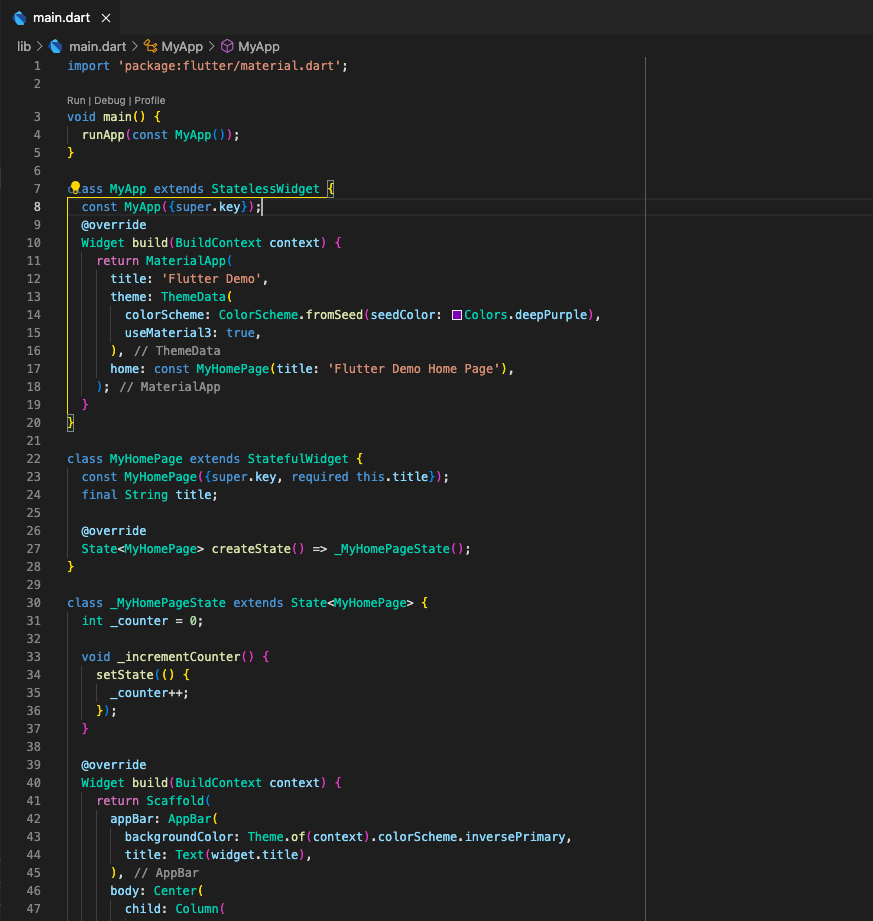 main.dart
lib > main.dart > MyApp > MyApp
1 import 'package:flutter/material.dart';
2
Run | Debug | Profile
3 void main() {
4   runApp(const MyApp());
5 }
6
7 class MyApp extends StatelessWidget {
8   const MyApp({super.key});
9   @override
10   Widget build(BuildContext context) {
11     return MaterialApp(
12       title: 'Flutter Demo',
13       theme: ThemeData(
14         colorScheme: ColorScheme.fromSeed(seedColor: Colors.deepPurple),
15         useMaterial3: true,
16       ), // ThemeData
17       home: const MyHomePage(title: 'Flutter Demo Home Page'),
18     ); // MaterialApp
19   }
20 }
21
22 class MyHomePage extends StatefulWidget {
23   const MyHomePage({super.key, required this.title});
24   final String title;
25
26   @override
27   State<MyHomePage> createState() => _MyHomePageState();
28 }
29
30 class _MyHomePageState extends State<MyHomePage> {
31   int _counter = 0;
32
33   void _incrementCounter() {
34     setState(() {
35       _counter++;
36     });
37   }
38
39   @override
40   Widget build(BuildContext context) {
41     return Scaffold(
42       appBar: AppBar(
43         backgroundColor: Theme.of(context).colorScheme.inversePrimary,
44         title: Text(widget.title),
45       ), // AppBar
46       body: Center(
47         child: Column(